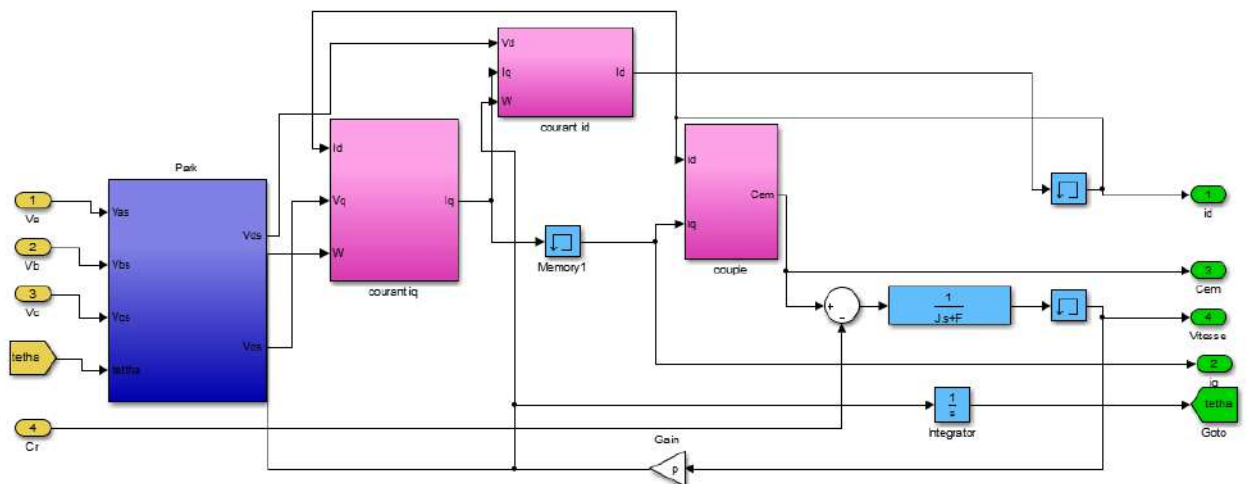 Park
1
Va
2
Vb
3
Vc
tetha
4
Cr
Vas
Vbs
Vcs
tettha
Vds
Vqs
Id
Vq
W
Iq
courant iq
Vd
Iq
W
Id
courant id
Memory1
id
iq
Cem
couple
+
-
1
J.s+F
1
s
Integrator
Gain
p
1
id
3
Cem
4
Vitesse
2
iq
tetha
Goto